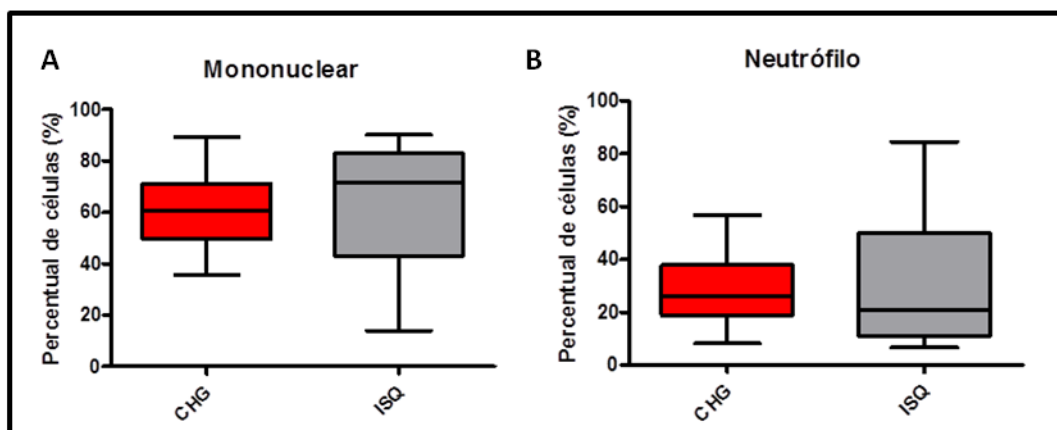 A
Mononuclear
Percentual de células (%)
100
80
60
40
20
0
CHG
ISQ
B
Neutrófilo
Percentual de células (%)
100
80
60
40
20
0
CHG
ISQ